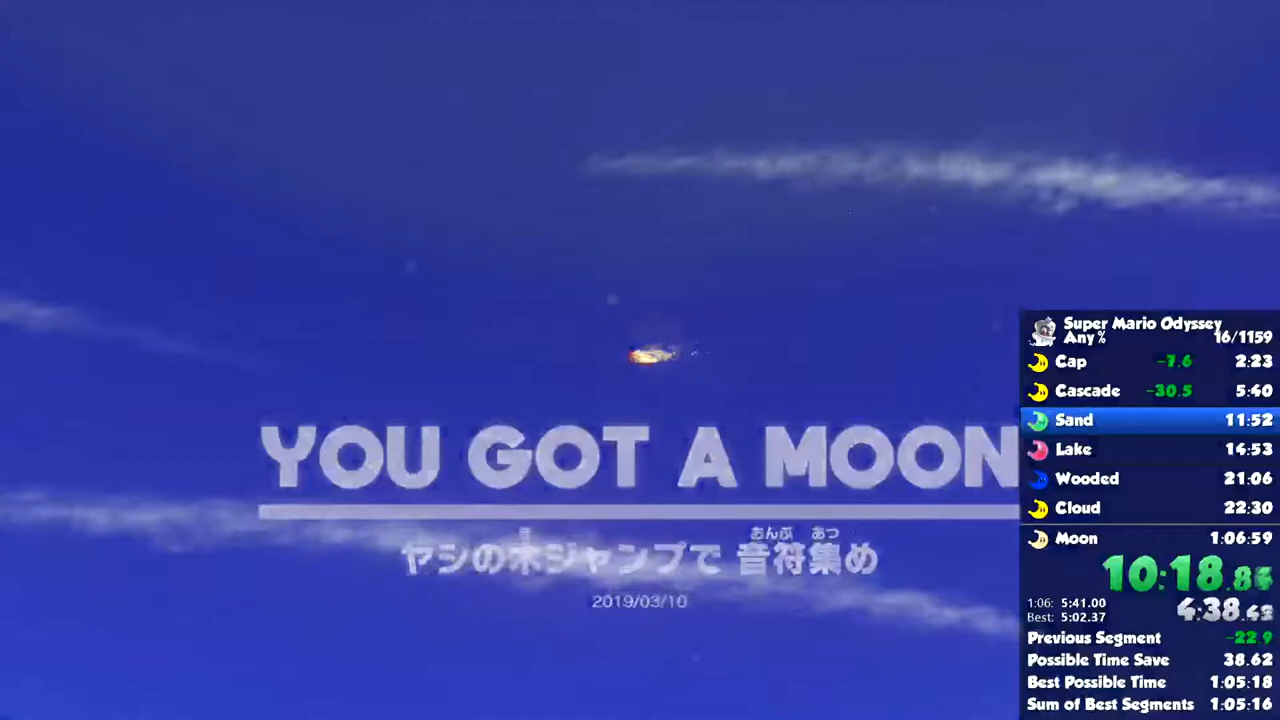 YOU GOT A MOON
ほ おんぷ あつ
ヤシの木ジャンプで 音符集め
2019/03/10
Super Mario Odyssey
Any% 16/1159
Cap -7.6 2:23
Cascade -30.5 5:40
Sand 11:52
Lake 14:53
Wooded 21:06
Cloud 22:30
Moon 1:06:59
10:18.86
1:06: 5:41.00
Best: 5:02.37
4:38.43
Previous Segment -22.9
Possible Time Save 38.62
Best Possible Time 1:05:18
Sum of Best Segments 1:05:16